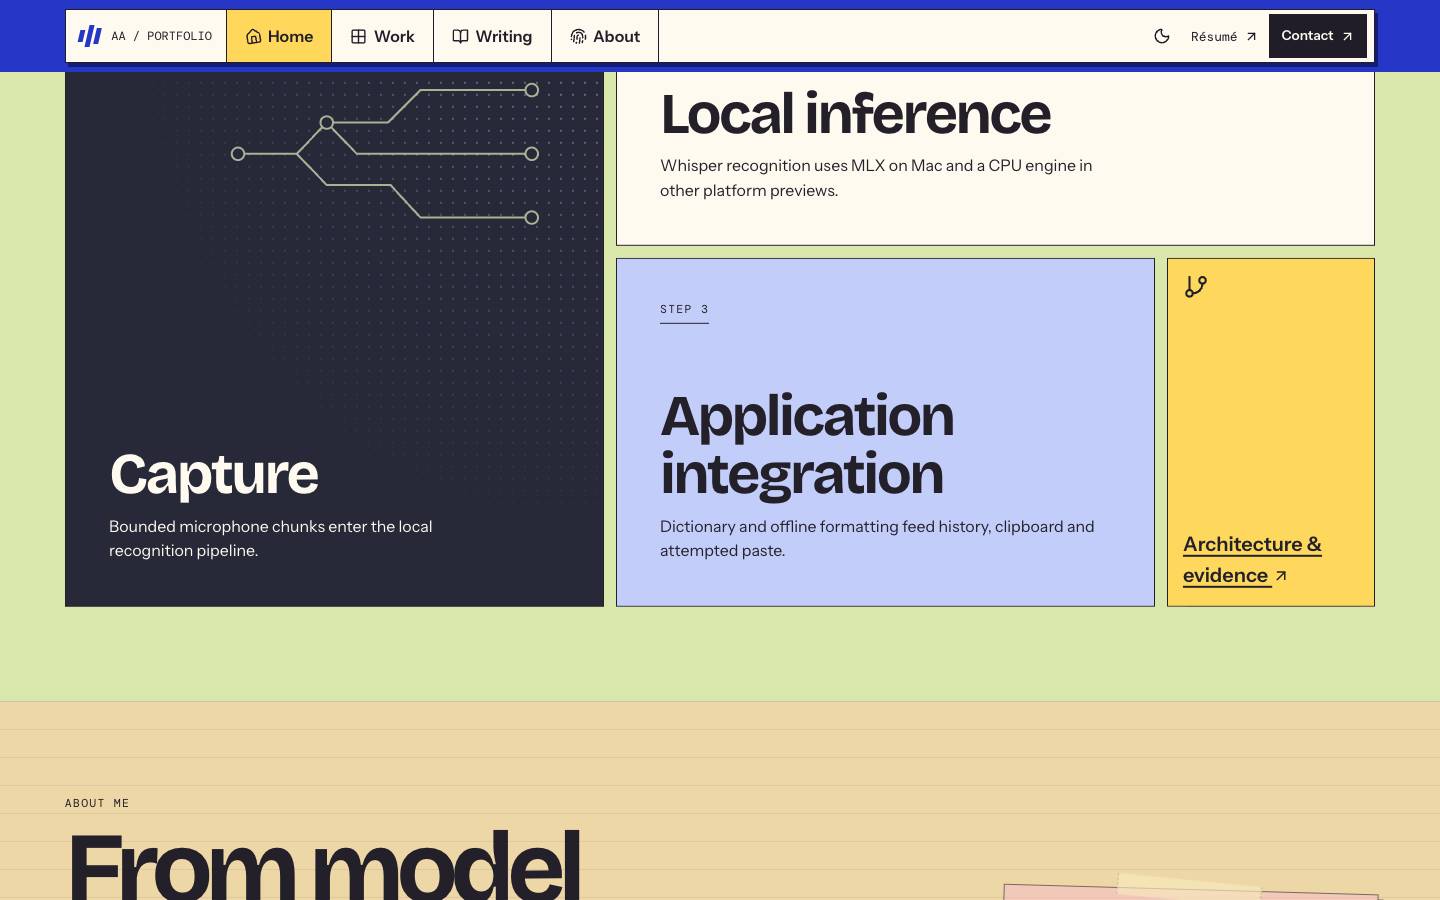 AA / PORTFOLIO
Home
Work
Writing
About
Résumé
Contact
Local inference
Whisper recognition uses MLX on Mac and a CPU engine in
other platform previews.
Capture
Bounded microphone chunks enter the local
recognition pipeline.
STEP 3
Application
integration
Dictionary and offline formatting feed history, clipboard and
attempted paste.
Architecture &
evidence
ABOUT ME
From model